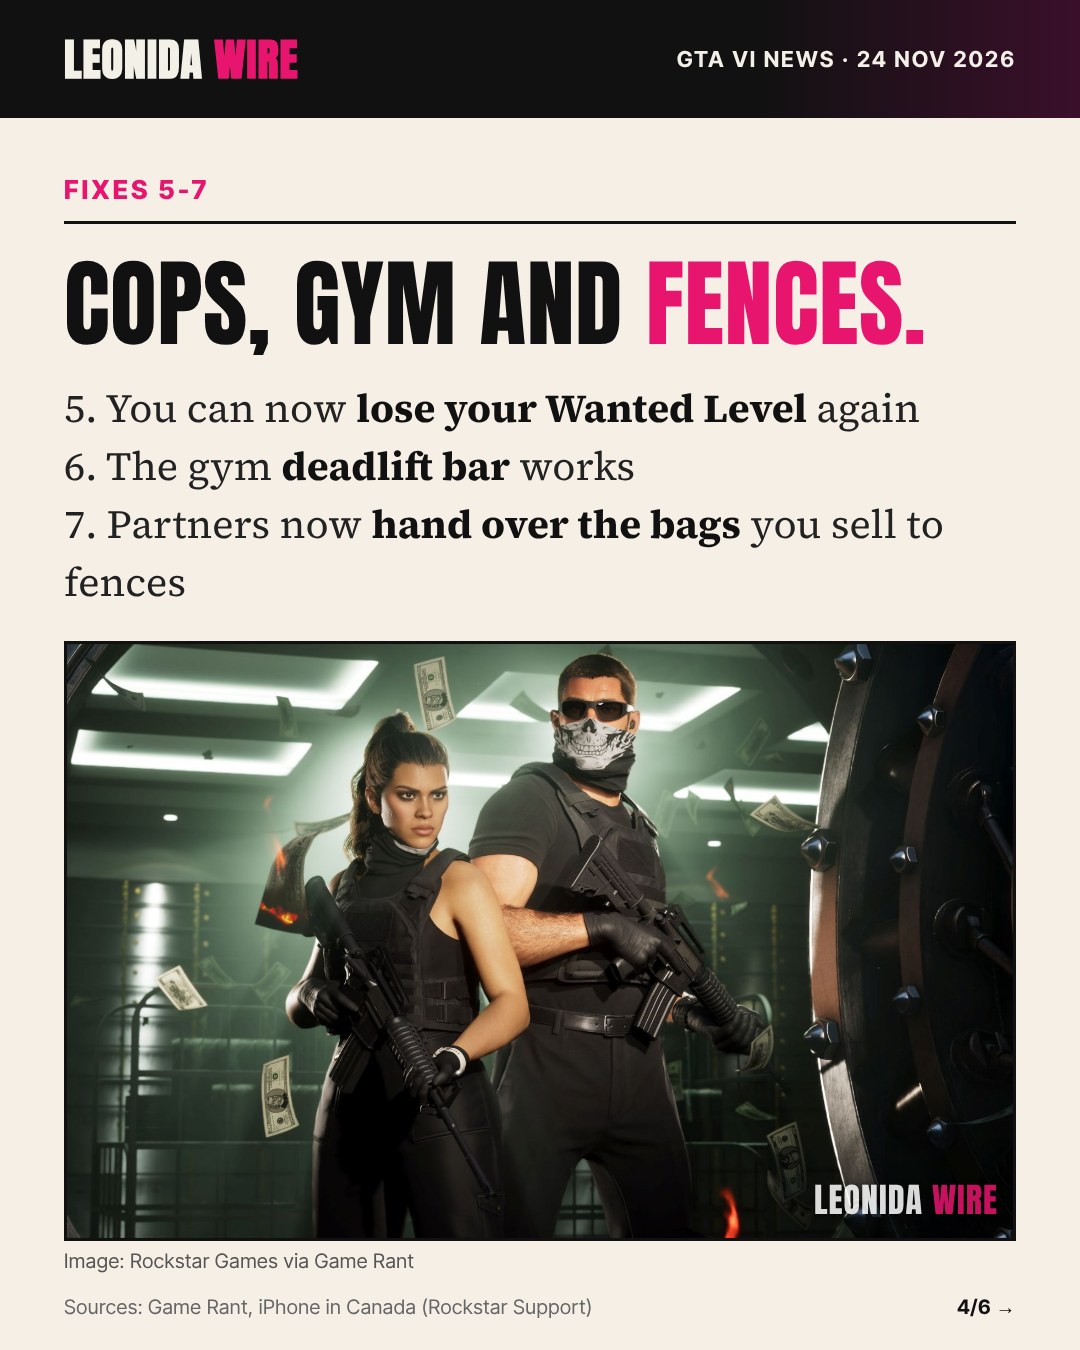 LEONIDA WIRE
GTA VI NEWS · 24 NOV 2026
FIXES 5-7
COPS, GYM AND FENCES.
5. You can now lose your Wanted Level again
6. The gym deadlift bar works
7. Partners now hand over the bags you sell to
fences
LEONIDA WIRE
Image: Rockstar Games via Game Rant
Sources: Game Rant, iPhone in Canada (Rockstar Support)
4/6 →